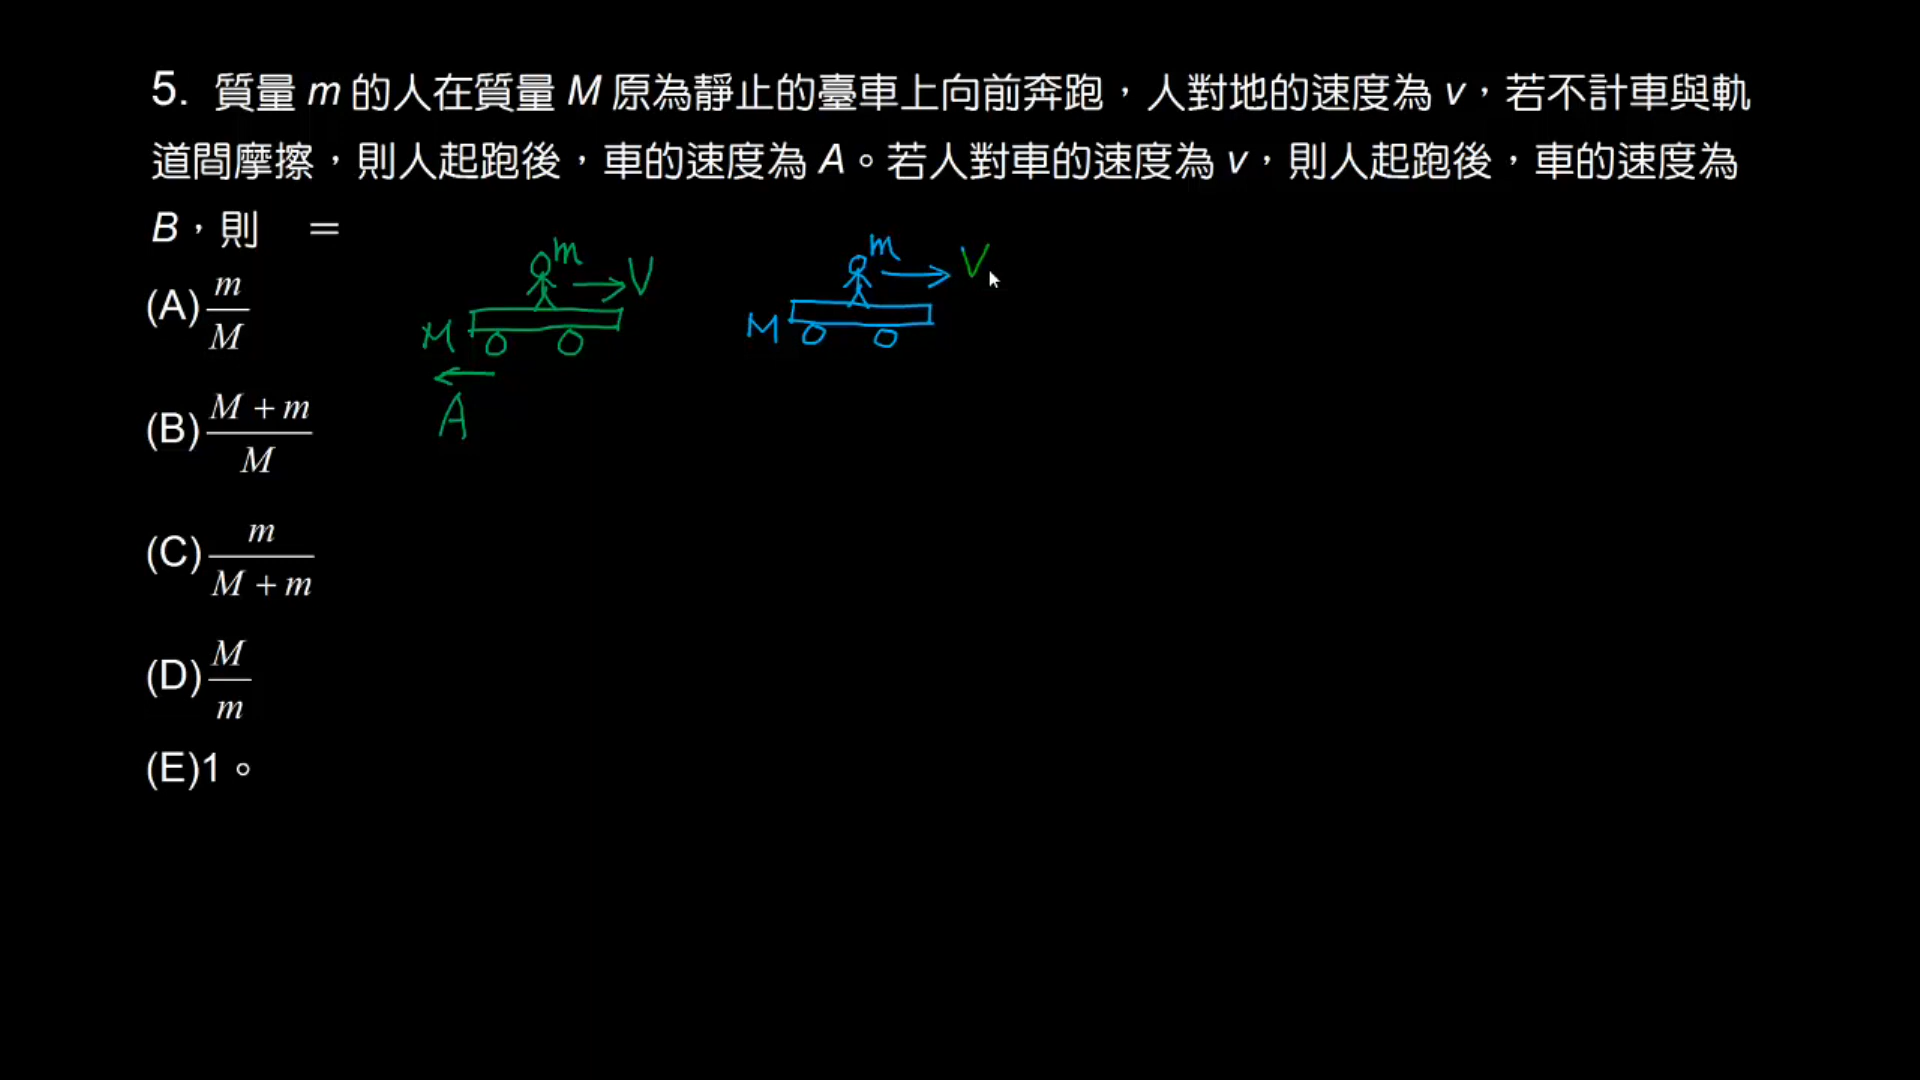 5. 質量 m 的人在質量 M 原為靜止的臺車上向前奔跑，人對地的速度為 v，若不計車與軌
道間摩擦，則人起跑後，車的速度為 A。若人對車的速度為 v，則人起跑後，車的速度為
B，則 =
m
V
M
A
m
V
M
(A) m/M
(B) M + m/M
(C) m/M + m
(D) M/m
(E)1。